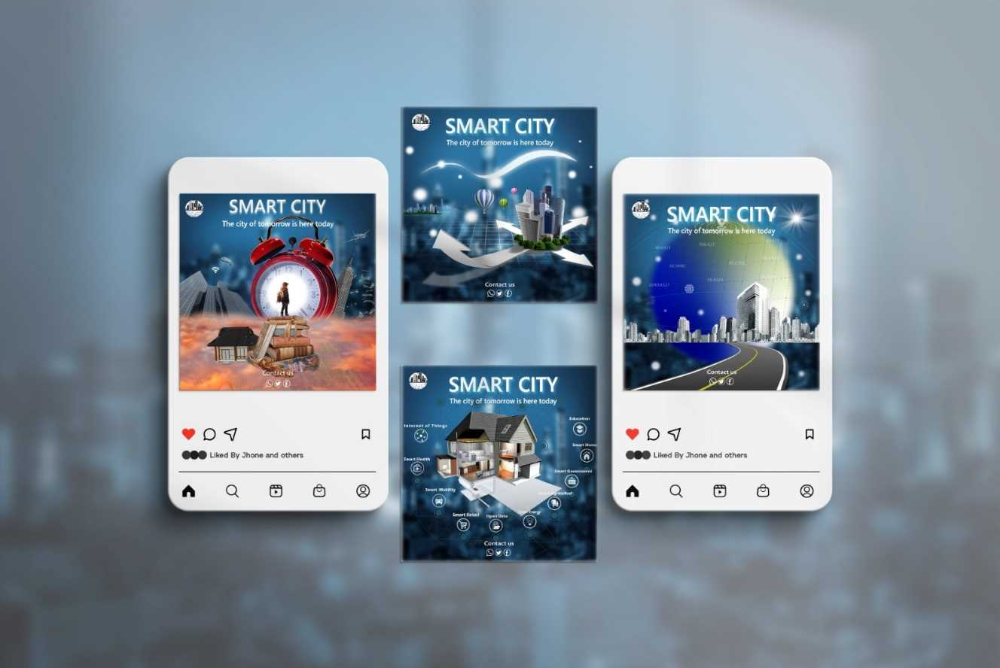 SMART CITY
The city of tomorrow is here today
Contact us
Liked By Jhone and others
SMART CITY
The city of tomorrow is here today
Contact us
SMART CITY
The city of tomorrow is here today
Internet of Things
Education
Smart Health
Smart Home
Smart Government
Smart Mobility
Smart Retail
Open Data
Energy
Contact us
SMART CITY
The city of tomorrow is here today
Contact us
Liked By Jhone and others